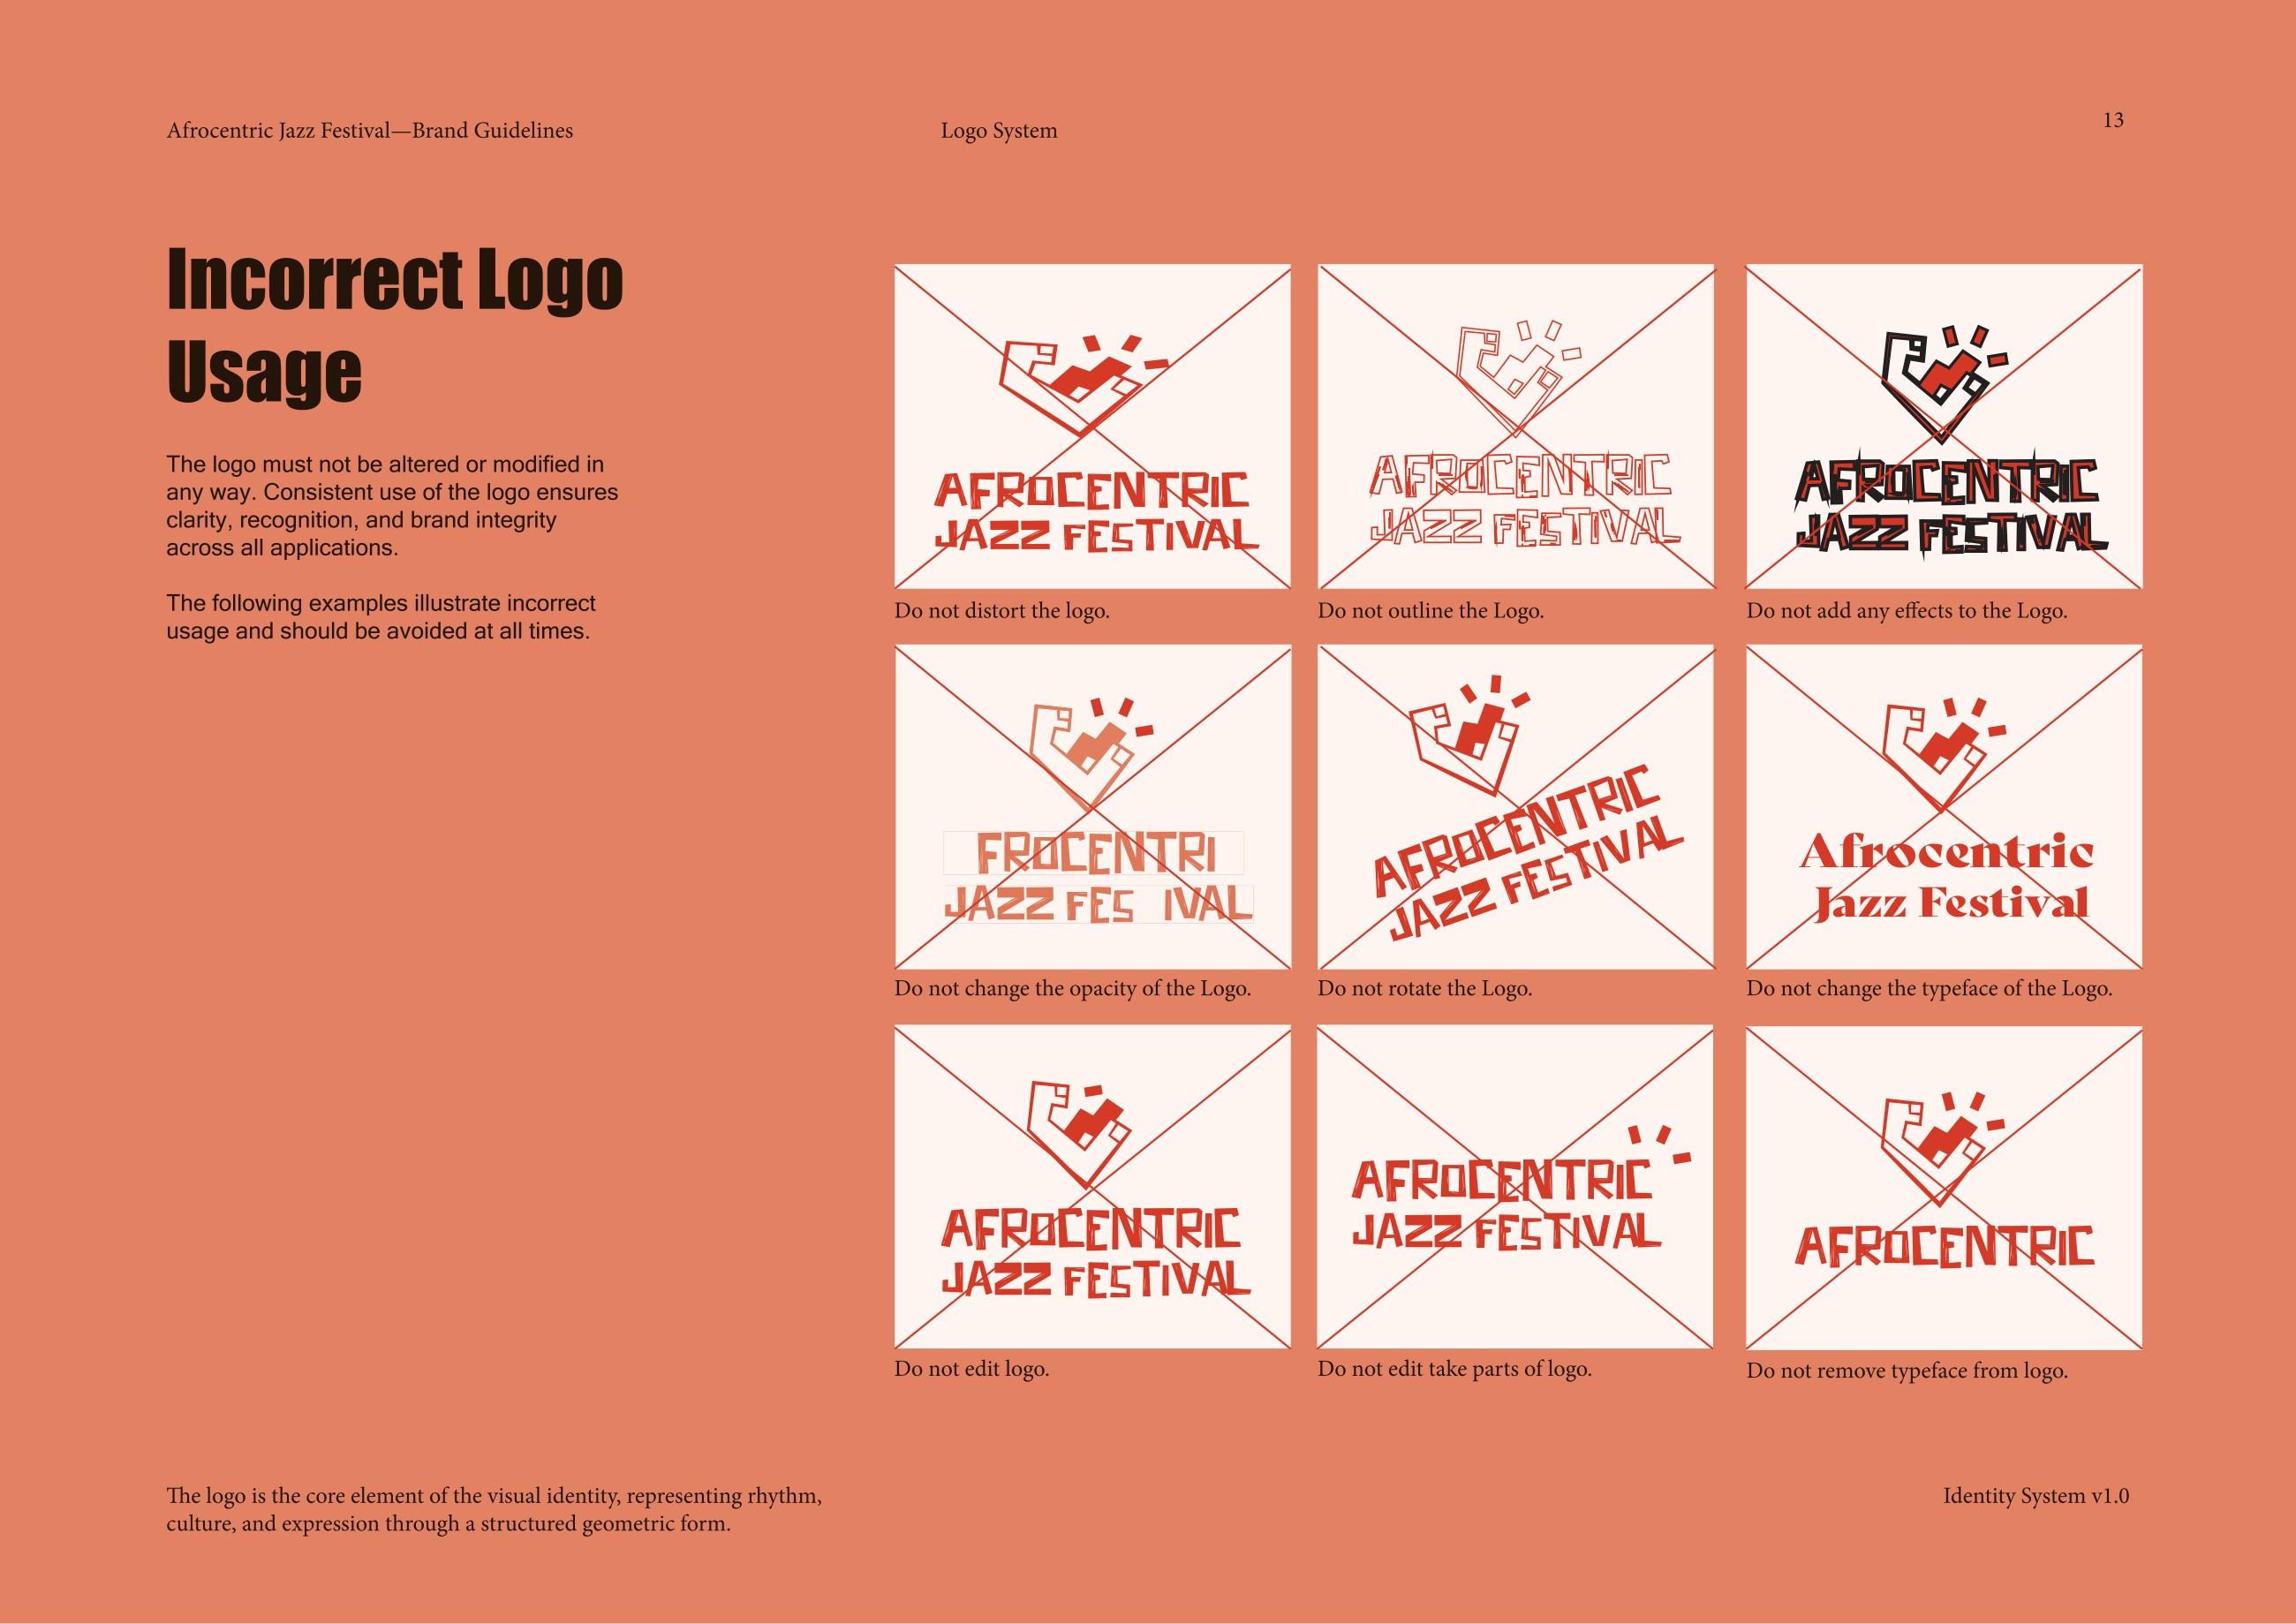 Afrocentric Jazz Festival—Brand Guidelines
Logo System
13
Incorrect Logo
Usage
The logo must not be altered or modified in
any way. Consistent use of the logo ensures
clarity, recognition, and brand integrity
across all applications.
The following examples illustrate incorrect
usage and should be avoided at all times.
AFROCENTRIC
JAZZ FESTIVAL
Do not distort the logo.
AFROCENTRIC
JAZZ FESTIVAL
Do not outline the Logo.
AFROCENTRIC
JAZZ FESTIVAL
Do not add any effects to the Logo.
FROCENTRI
JAZZ FES IVAL
Do not change the opacity of the Logo.
AFROCENTRIC
JAZZ FESTIVAL
Do not rotate the Logo.
Afrocentric
Jazz Festival
Do not change the typeface of the Logo.
AFROCENTRIC
JAZZ FESTIVAL
Do not edit logo.
AFROCENTRIC
JAZZ FESTIVAL
Do not edit take parts of logo.
AFROCENTRIC
Do not remove typeface from logo.
The logo is the core element of the visual identity, representing rhythm,
culture, and expression through a structured geometric form.
Identity System v1.0